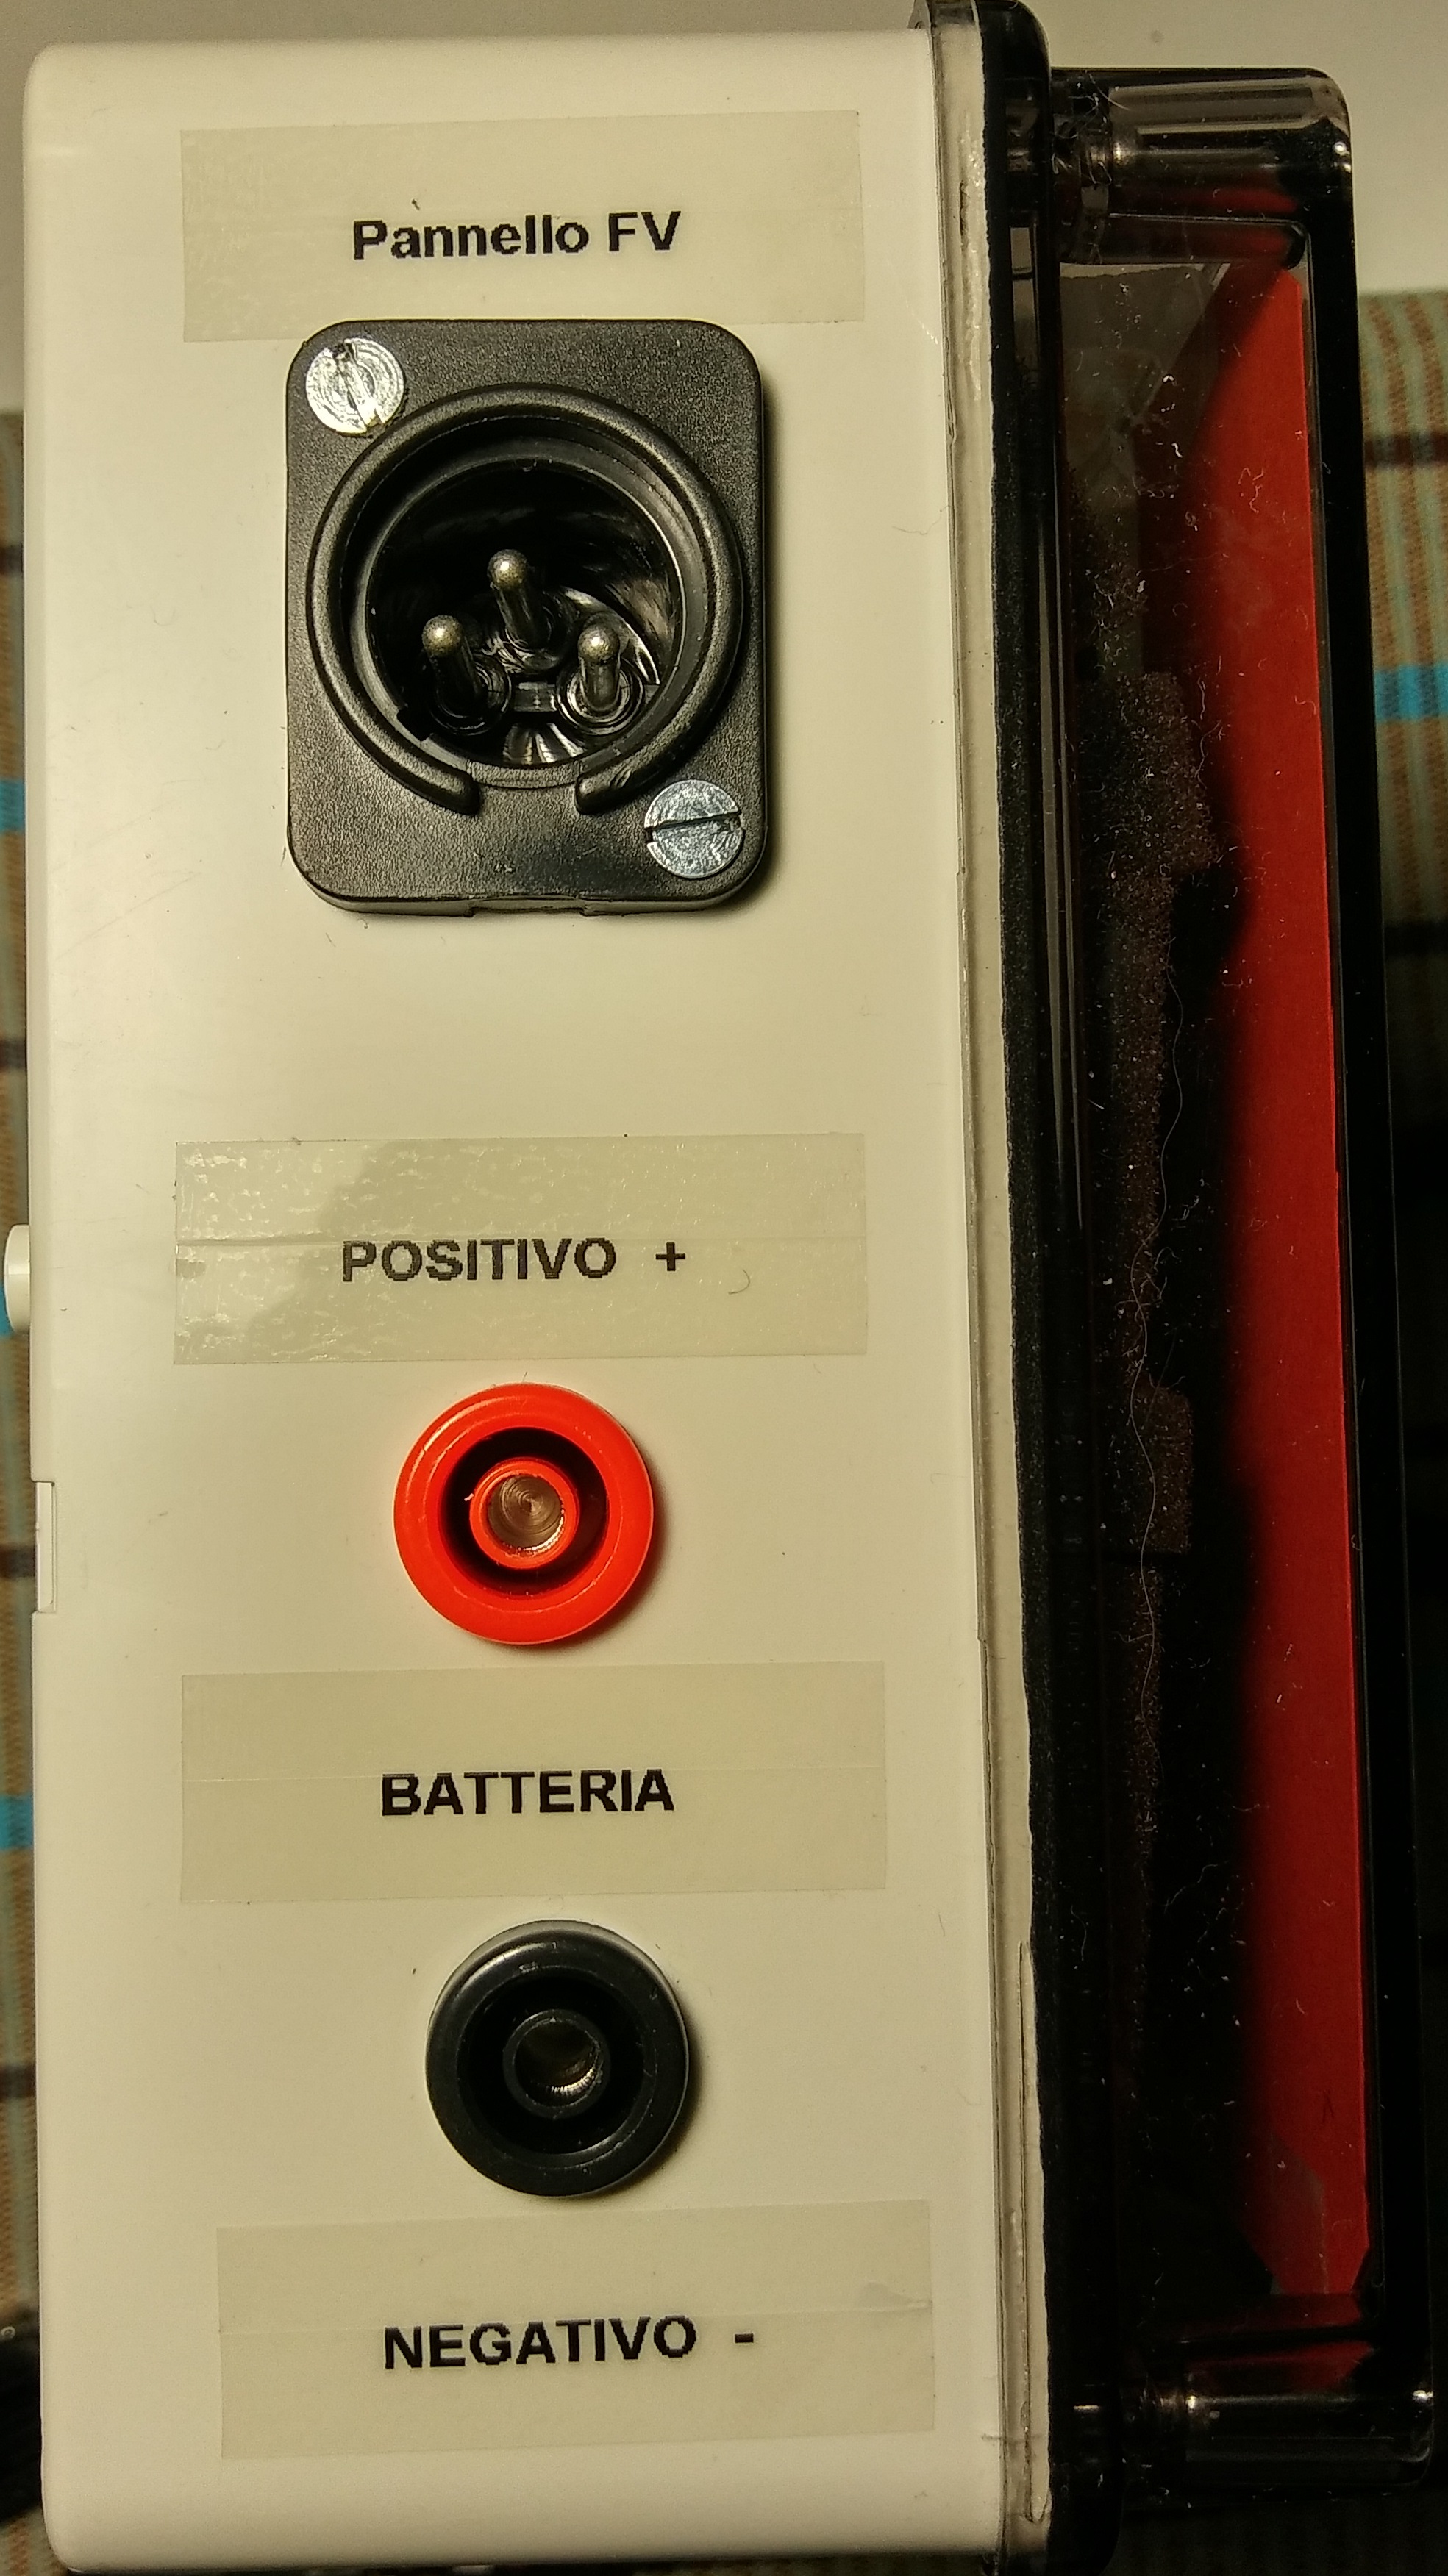 Pannello FV
POSITIVO +
BATTERIA
NEGATIVO -